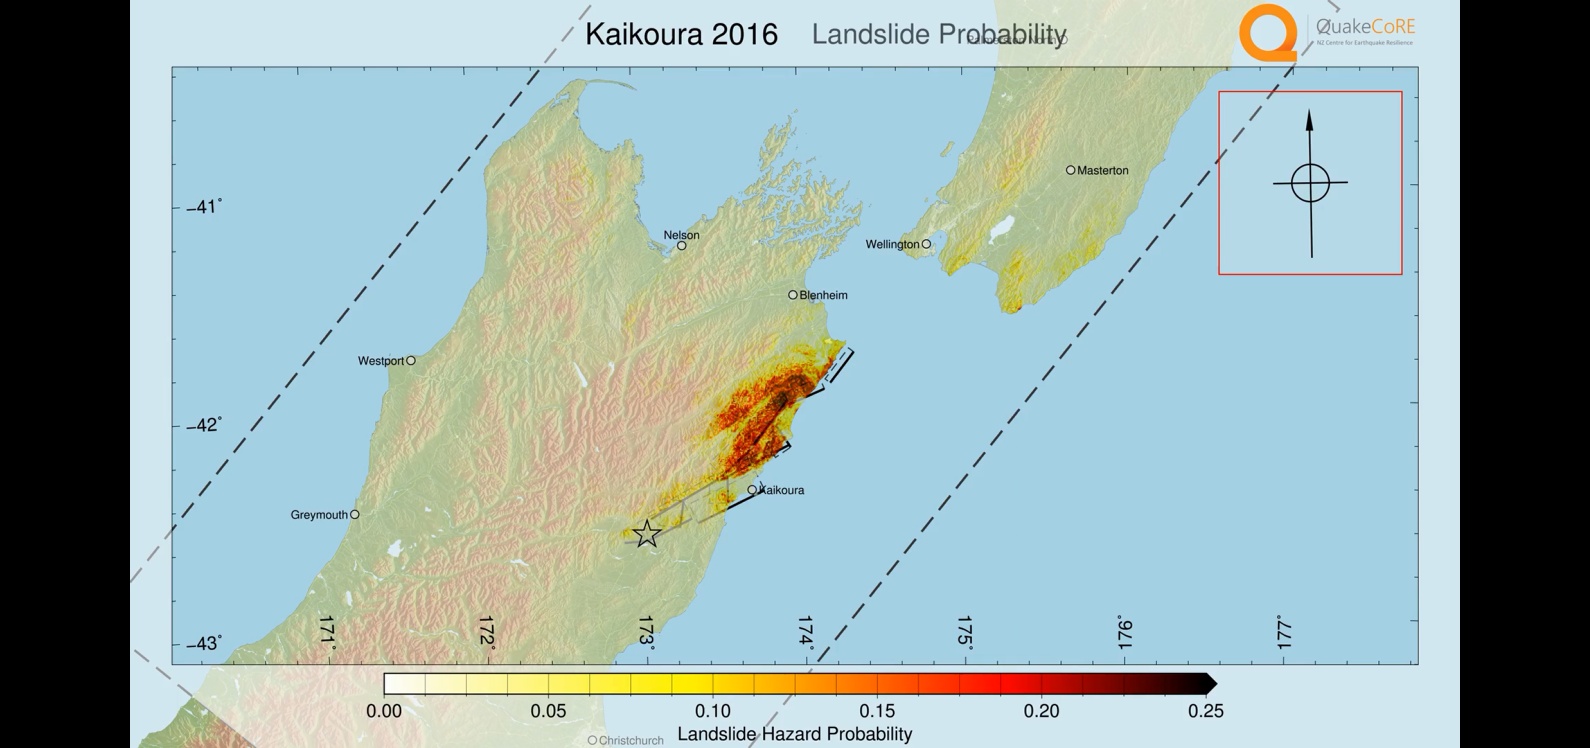 Kaikoura 2016 Landslide Probability
Palmerston North
QuakeCoRE
NZ Centre for Earthquake Resilience
Masterton
-41°
Nelson
Wellington
Blenheim
Westport
-42°
Kaikoura
Greymouth
-43°
171°
172°
173°
174°
175°
176°
177°
0.00 0.05 0.10 0.15 0.20 0.25
Landslide Hazard Probability
Christchurch